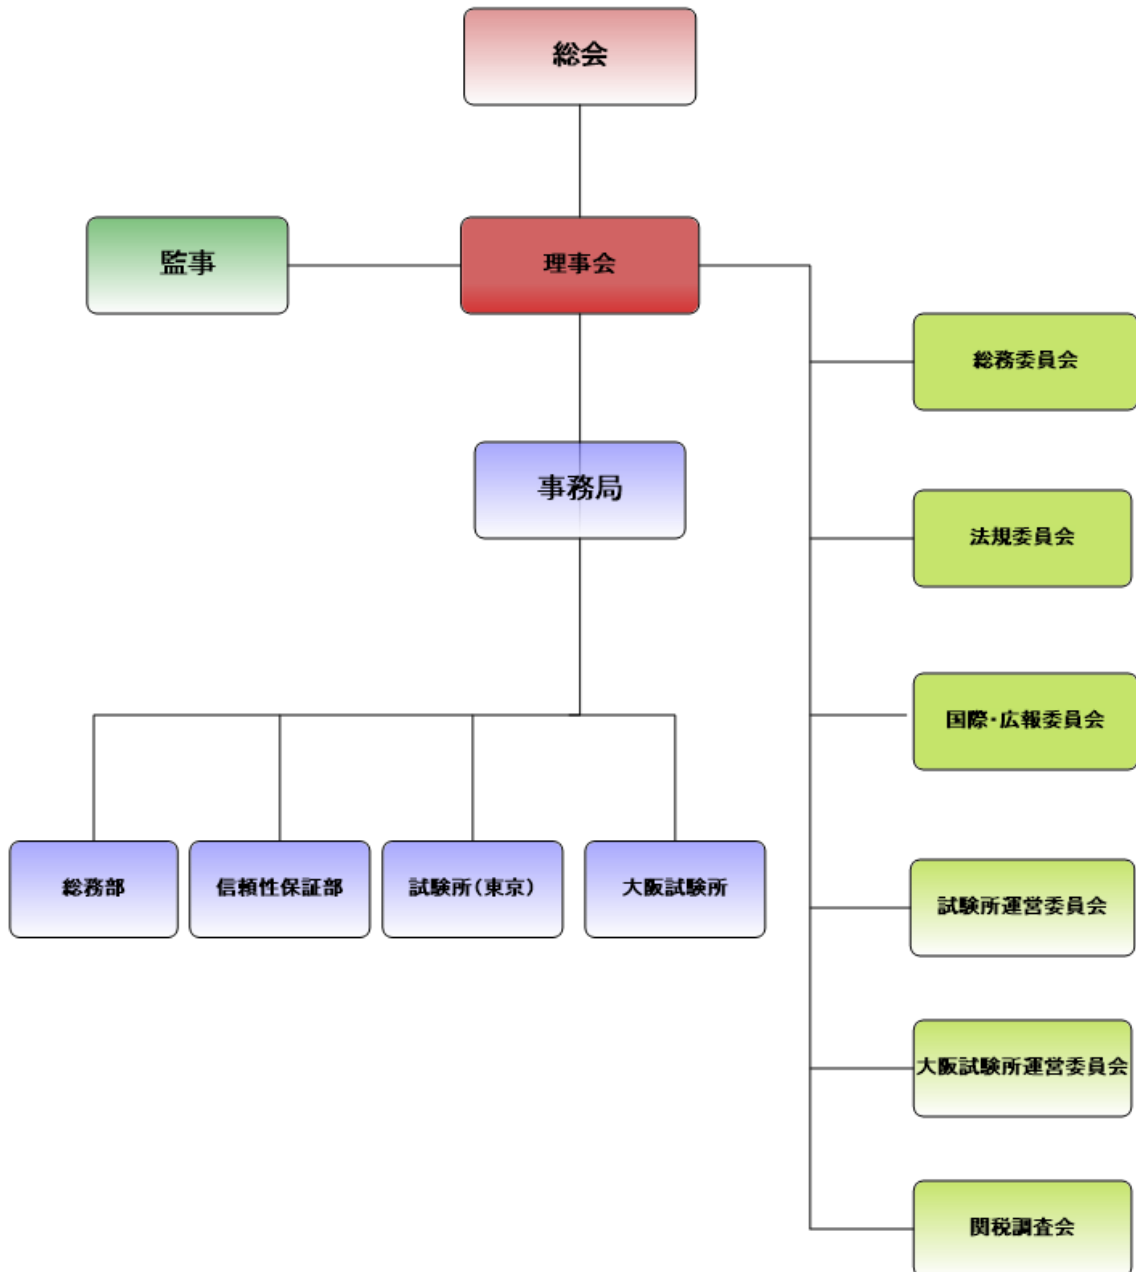 総会
監事
理事会
総務委員会
事務局
法規委員会
国際・広報委員会
総務部
信頼性保証部
試験所（東京）
大阪試験所
試験所運営委員会
大阪試験所運営委員会
関税調査会